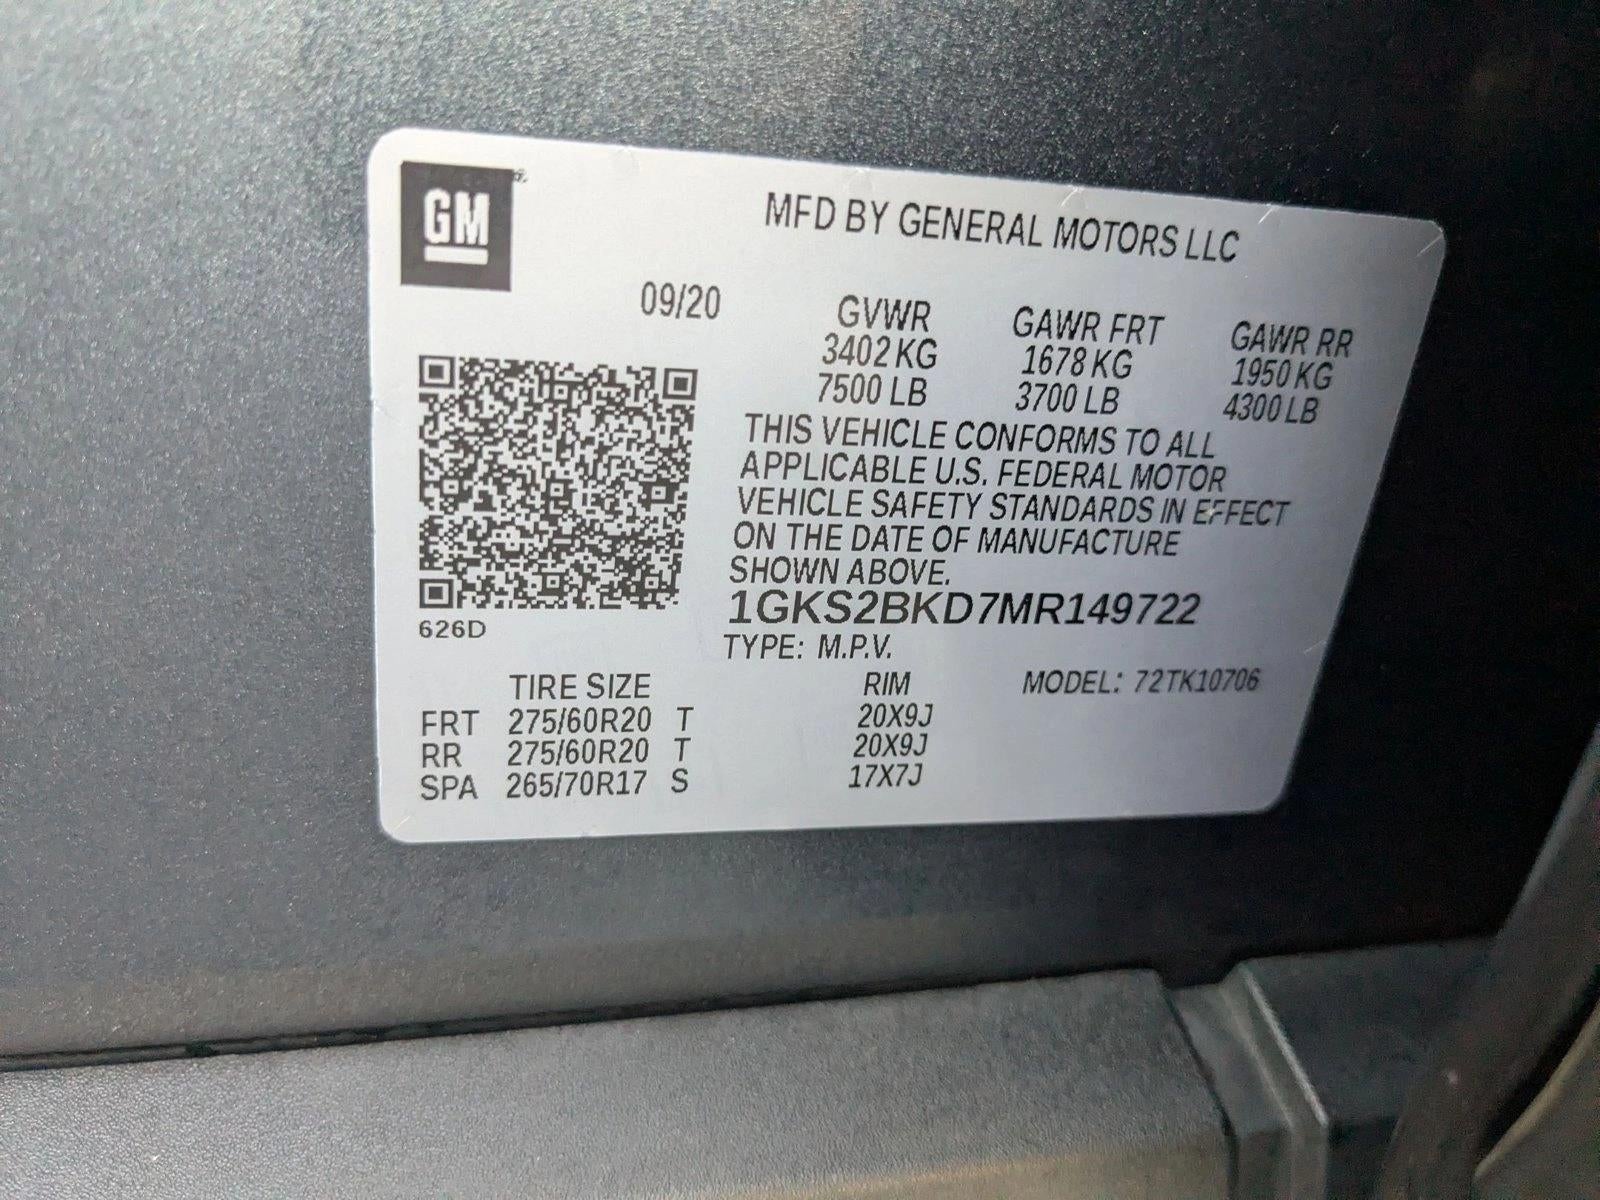 GM
MFD BY GENERAL MOTORS LLC
09/20
GVWR GAWR FRT GAWR RR
3402 KG 1678 KG 1950 KG
7500 LB 3700 LB 4300 LB
THIS VEHICLE CONFORMS TO ALL
APPLICABLE U.S. FEDERAL MOTOR
VEHICLE SAFETY STANDARDS IN EFFECT
ON THE DATE OF MANUFACTURE
SHOWN ABOVE.
1GKS2BKD7MR149722
626D
TYPE: M.P.V.
TIRE SIZE RIM MODEL: 72TK10706
FRT 275/60R20 T 20X9J
RR 275/60R20 T 20X9J
SPA 265/70R17 S 17X7J